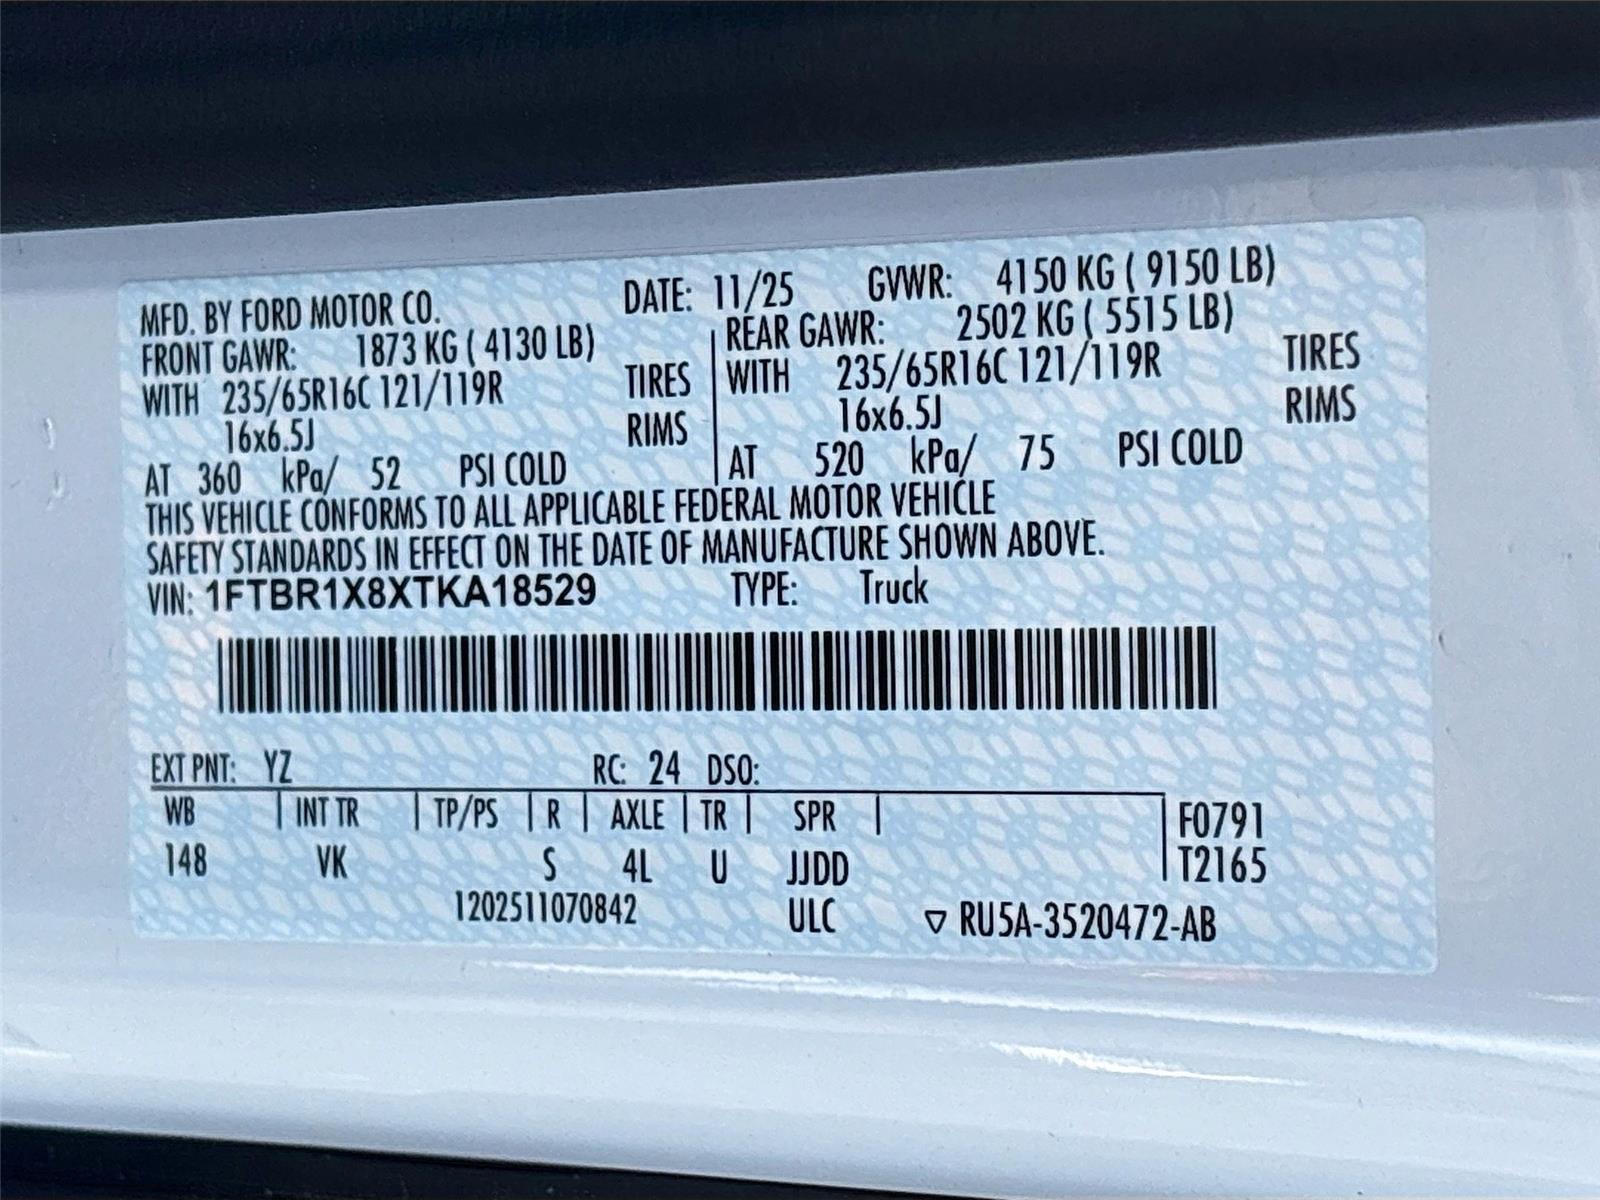 MFD. BY FORD MOTOR CO. DATE: 11/25 GVWR: 4150 KG ( 9150 LB)
FRONT GAWR: 1873 KG ( 4130 LB) REAR GAWR: 2502 KG ( 5515 LB)
WITH 235/65R16C 121/119R TIRES WITH 235/65R16C 121/119R TIRES
16x6.5J RIMS 16x6.5J RIMS
AT 360 kPa/ 52 PSI COLD AT 520 kPa/ 75 PSI COLD
THIS VEHICLE CONFORMS TO ALL APPLICABLE FEDERAL MOTOR VEHICLE
SAFETY STANDARDS IN EFFECT ON THE DATE OF MANUFACTURE SHOWN ABOVE.
VIN: 1FTBR1X8XTKA18529 TYPE: Truck
EXT PNT: YZ RC: 24 DSO:
WB | INT TR | TP/PS | R | AXLE | TR | SPR | F0791
148 VK S 4L U JJDD T2165
1202511070842 ULC ▽ RU5A-3520472-AB